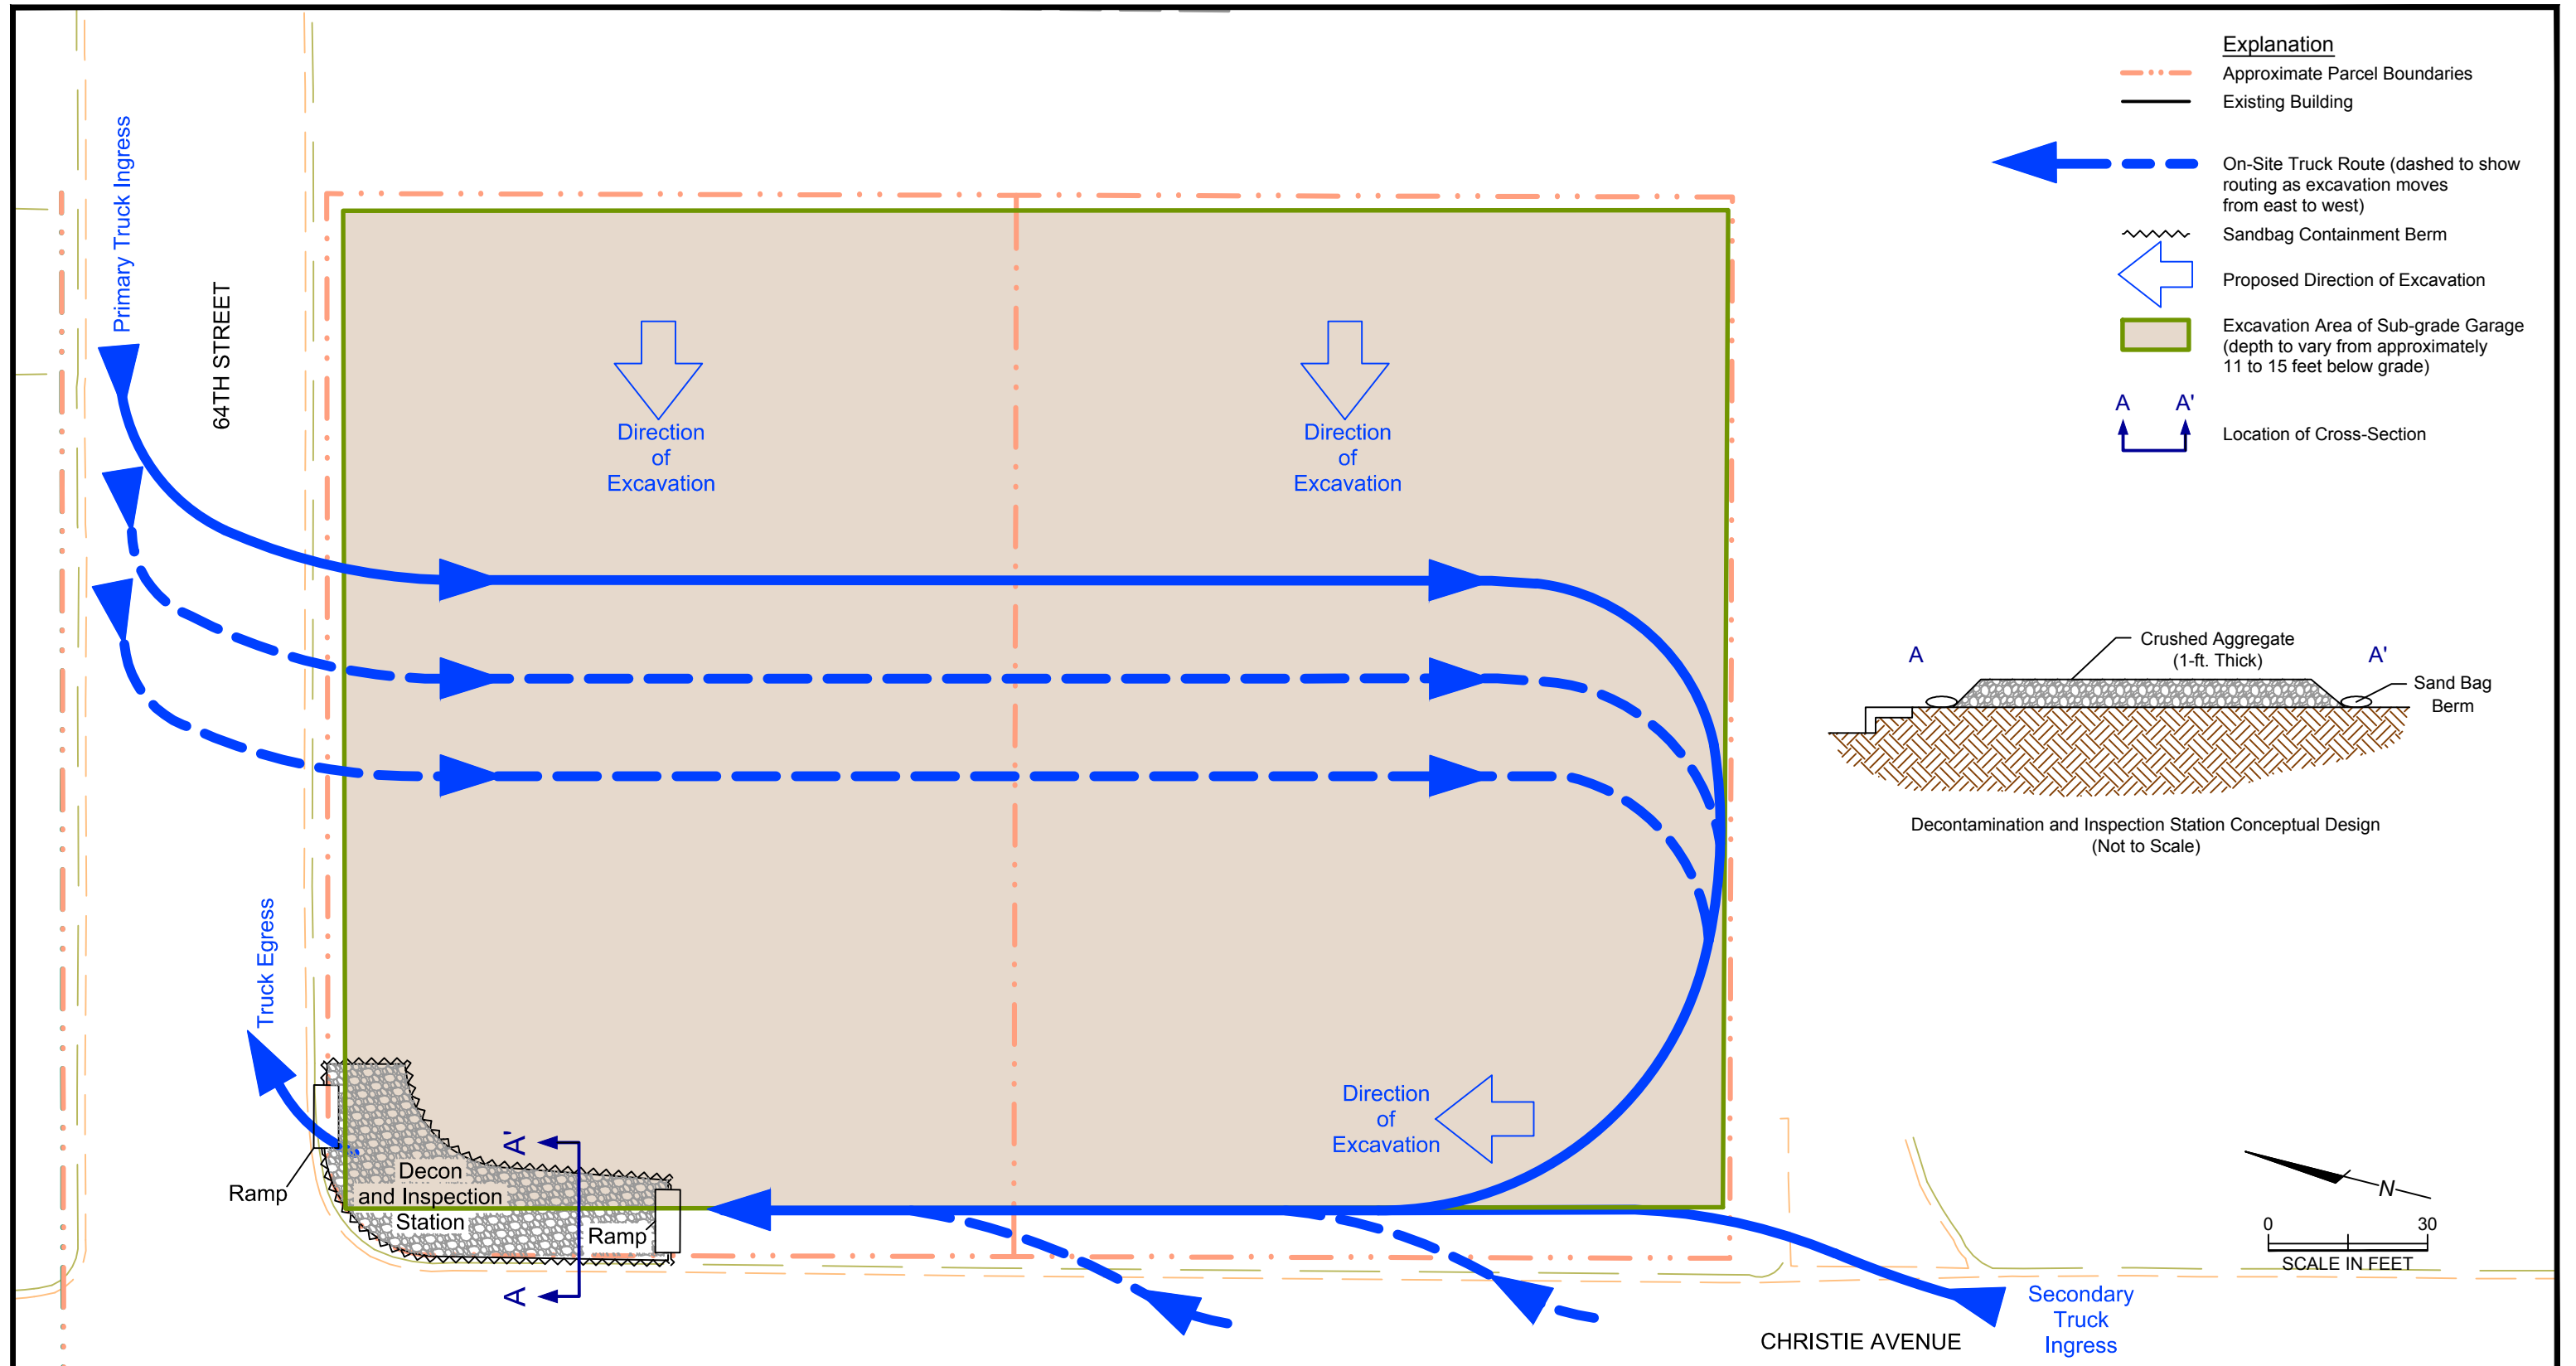 Explanation
Approximate Parcel Boundaries
Existing Building
On-Site Truck Route (dashed to show
routing as excavation moves
from east to west)
Sandbag Containment Berm
Proposed Direction of Excavation
Excavation Area of Sub-grade Garage
(depth to vary from approximately
11 to 15 feet below grade)
A A'
Location of Cross-Section
Primary Truck Ingress
64TH STREET
Direction
of
Excavation
Direction
of
Excavation
A
Crushed Aggregate
(1-ft. Thick)
A'
Sand Bag
Berm
Decontamination and Inspection Station Conceptual Design
(Not to Scale)
Truck Egress
Direction
of
Excavation
A'
Decon
and Inspection
Station
Ramp
Ramp
A
N
0 30
SCALE IN FEET
Secondary
Truck
Ingress
CHRISTIE AVENUE